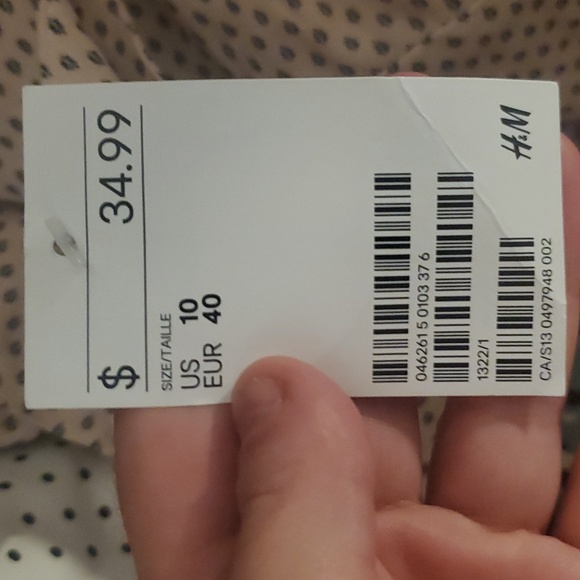 H&M
$ 34.99
SIZE/TAILLE
US 10
EUR 40
0462615 0103 37 6
1322/1
CA/S13 0497948 002